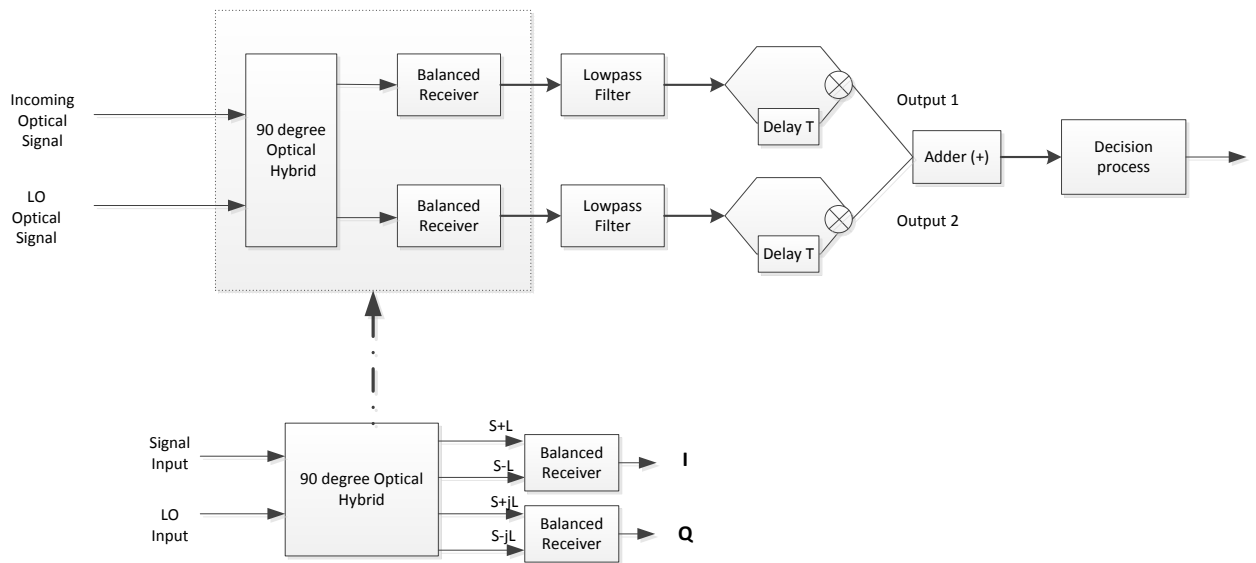 Incoming
Optical
Signal
LO
Optical
Signal
90 degree
Optical
Hybrid
Balanced
Receiver
Balanced
Receiver
Lowpass
Filter
Lowpass
Filter
Delay T
Delay T
Output 1
Output 2
Adder (+)
Decision
process
Signal
Input
LO
Input
90 degree Optical
Hybrid
S+L
S-L
S+jL
S-jL
Balanced
Receiver
Balanced
Receiver
I
Q